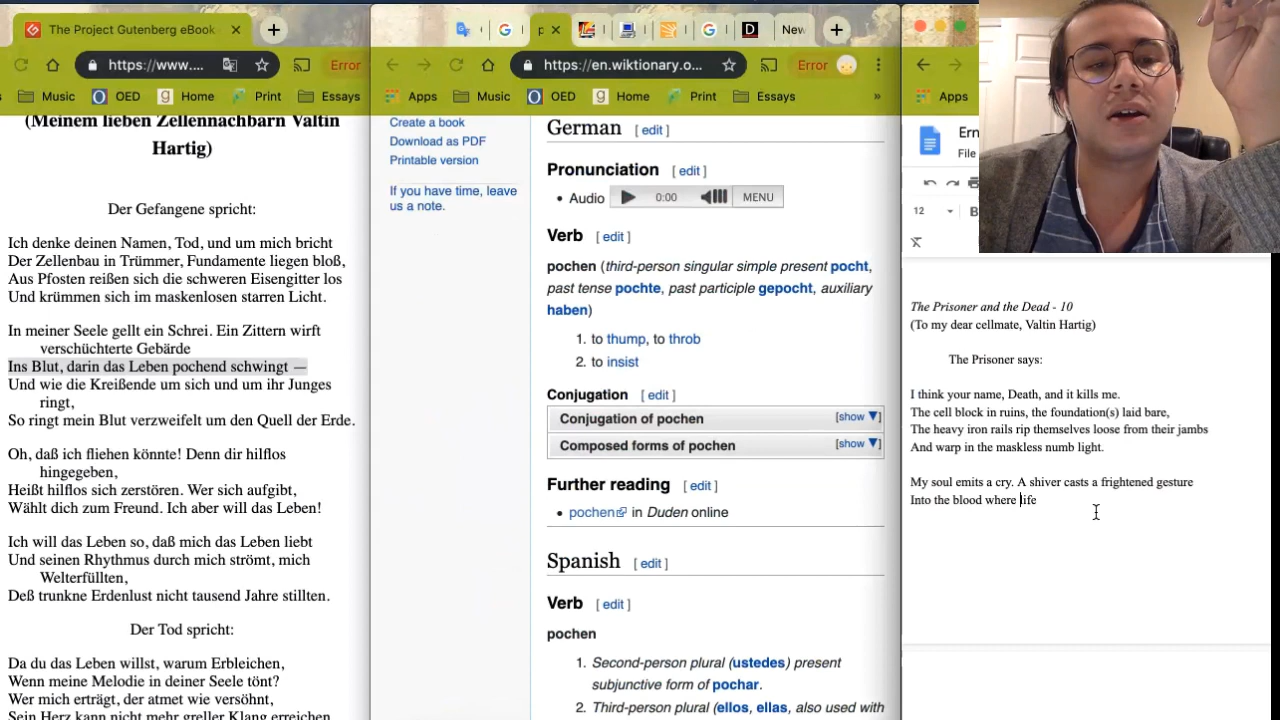 The Project Gutenberg eBook
https://www....
Error
Music
OED
Home
Print
Essays
(Meinem lieben Zellennachbarn Valtin
Hartig)
Der Gefangene spricht:
Ich denke deinen Namen, Tod, und um mich bricht
Der Zellenbau in Trümmer, Fundamente liegen bloß,
Aus Pfosten reißen sich die schweren Eisengitter los
Und krümmen sich im maskenlosen starren Licht.
In meiner Seele gellt ein Schrei. Ein Zittern wirft
verschüchterte Gebärde
Ins Blut, darin das Leben pochend schwingt —
Und wie die Kreißende um sich und um ihr Junges
ringt,
So ringt mein Blut verzweifelt um den Quell der Erde.
Oh, daß ich fliehen könnte! Denn dir hilflos
hingegeben,
Heißt hilflos sich zerstören. Wer sich aufgibt,
Wählt dich zum Freund. Ich aber will das Leben!
Ich will das Leben so, daß mich das Leben liebt
Und seinen Rhythmus durch mich strömt, mich
Welterfüllten,
Deß trunkne Erdenlust nicht tausend Jahre stillten.
Der Tod spricht:
Da du das Leben willst, warum Erbleichen,
Wenn meine Melodie in deiner Seele tönt?
Wer mich erträgt, der atmet wie versöhnt,
Sein Herz kann nicht mehr greller Klang erreichen
p
New
https://en.wiktionary.o...
Error
Apps
Music
OED
Home
Print
Essays
»
Create a book
Download as PDF
Printable version
If you have time, leave
us a note.
German [edit]
Pronunciation [edit]
• Audio 0:00 MENU
Verb [edit]
pochen (third-person singular simple present pocht,
past tense pochte, past participle gepocht, auxiliary
haben)
1. to thump, to throb
2. to insist
Conjugation [edit]
Conjugation of pochen [show ▼]
Composed forms of pochen [show ▼]
Further reading [edit]
• pochen in Duden online
Spanish [edit]
Verb [edit]
pochen
1. Second-person plural (ustedes) present
subjunctive form of pochar.
2. Third-person plural (ellos, ellas, also used with
Apps
Ern
File
12
B
The Prisoner and the Dead - 10
(To my dear cellmate, Valtin Hartig)
The Prisoner says:
I think your name, Death, and it kills me.
The cell block in ruins, the foundation(s) laid bare,
The heavy iron rails rip themselves loose from their jambs
And warp in the maskless numb light.
My soul emits a cry. A shiver casts a frightened gesture
Into the blood where life